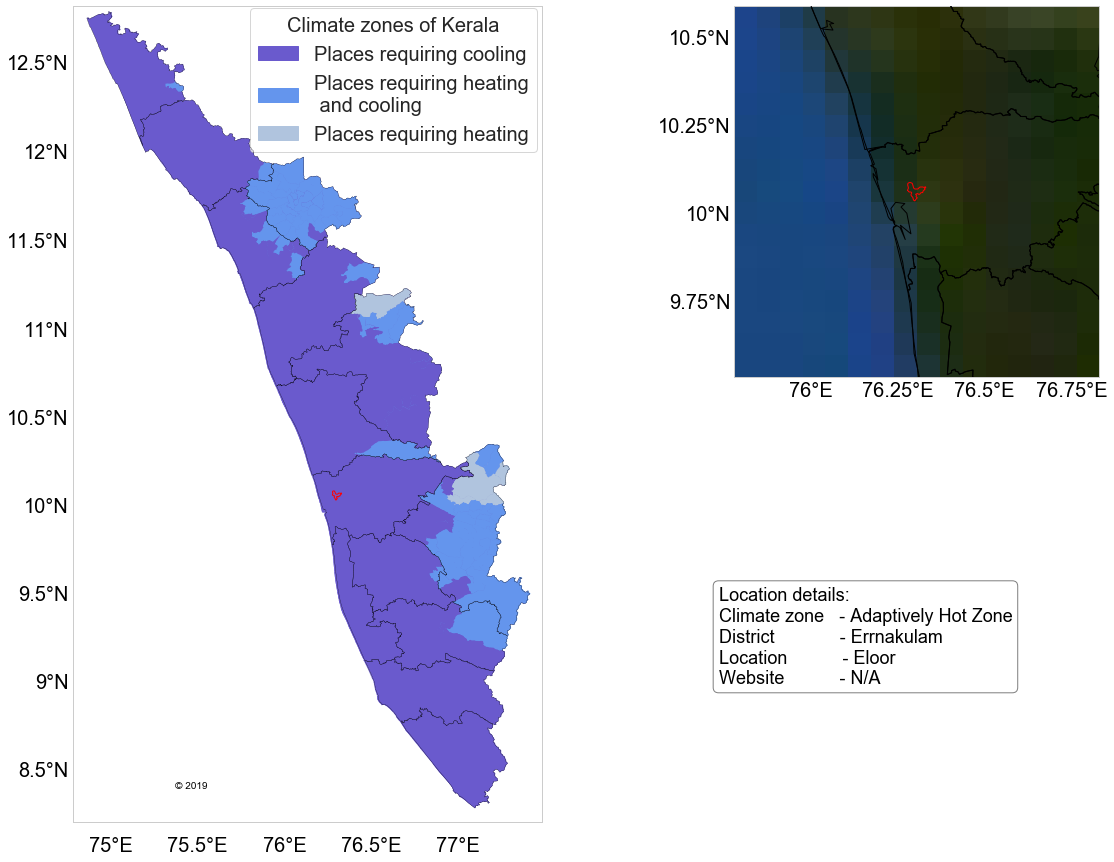 Climate zones of Kerala
Places requiring cooling
Places requiring heating
and cooling
Places requiring heating
12.5°N
12°N
11.5°N
11°N
10.5°N
10°N
9.5°N
9°N
8.5°N
© 2019
75°E 75.5°E 76°E 76.5°E 77°E
10.5°N
10.25°N
10°N
9.75°N
76°E 76.25°E 76.5°E 76.75°E
Location details:
Climate zone - Adaptively Hot Zone
District - Errnakulam
Location - Eloor
Website - N/A